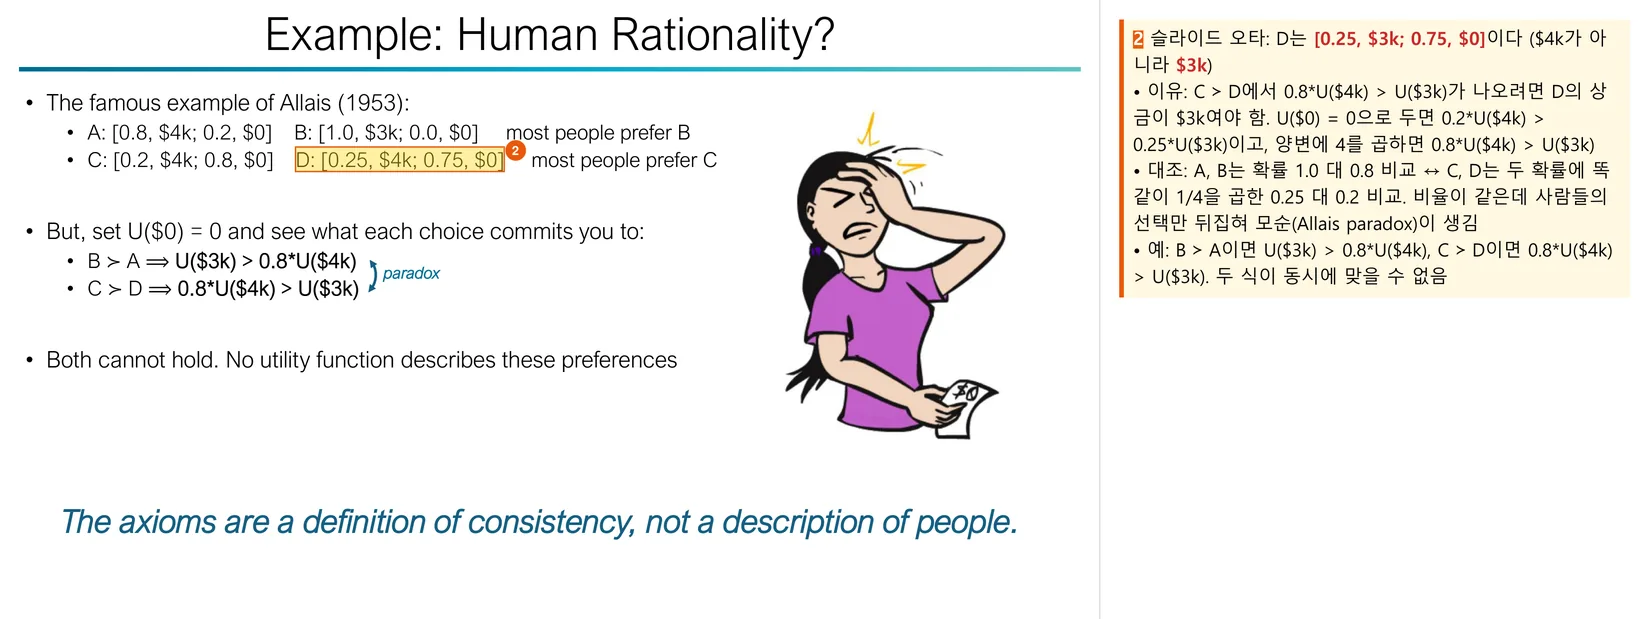 Example: Human Rationality?
• The famous example of Allais (1953):
• A: [0.8, $4k; 0.2, $0] B: [1.0, $3k; 0.0, $0] most people prefer B
• C: [0.2, $4k; 0.8, $0] D: [0.25, $4k; 0.75, $0] 2 most people prefer C
• But, set U($0) = 0 and see what each choice commits you to:
• B ≻ A ⟹ U($3k) > 0.8*U($4k)
paradox
• C ≻ D ⟹ 0.8*U($4k) > U($3k)
• Both cannot hold. No utility function describes these preferences
$0
The axioms are a definition of consistency, not a description of people.
2 슬라이드 오타: D는 [0.25, $3k; 0.75, $0]이다 ($4k가 아
니라 $3k)
• 이유: C > D에서 0.8*U($4k) > U($3k)가 나오려면 D의 상
금이 $3k여야 함. U($0) = 0으로 두면 0.2*U($4k) >
0.25*U($3k)이고, 양변에 4를 곱하면 0.8*U($4k) > U($3k)
• 대조: A, B는 확률 1.0 대 0.8 비교 ↔ C, D는 두 확률에 똑
같이 1/4을 곱한 0.25 대 0.2 비교. 비율이 같은데 사람들의
선택만 뒤집혀 모순(Allais paradox)이 생김
• 예: B > A이면 U($3k) > 0.8*U($4k), C > D이면 0.8*U($4k)
> U($3k). 두 식이 동시에 맞을 수 없음